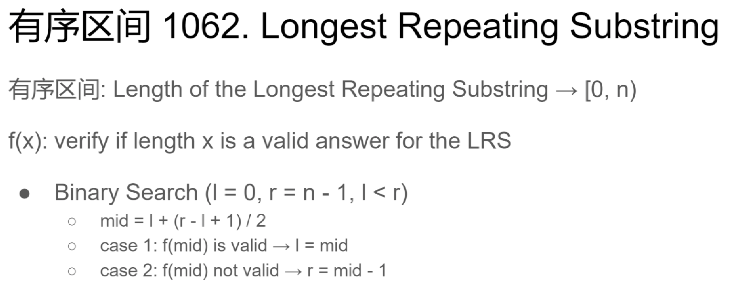 有序区间 1062. Longest Repeating Substring
有序区间: Length of the Longest Repeating Substring → [0, n)
f(x): verify if length x is a valid answer for the LRS
● Binary Search (l = 0, r = n - 1, l < r)
○ mid = l + (r - l + 1) / 2
○ case 1: f(mid) is valid → l = mid
○ case 2: f(mid) not valid → r = mid - 1